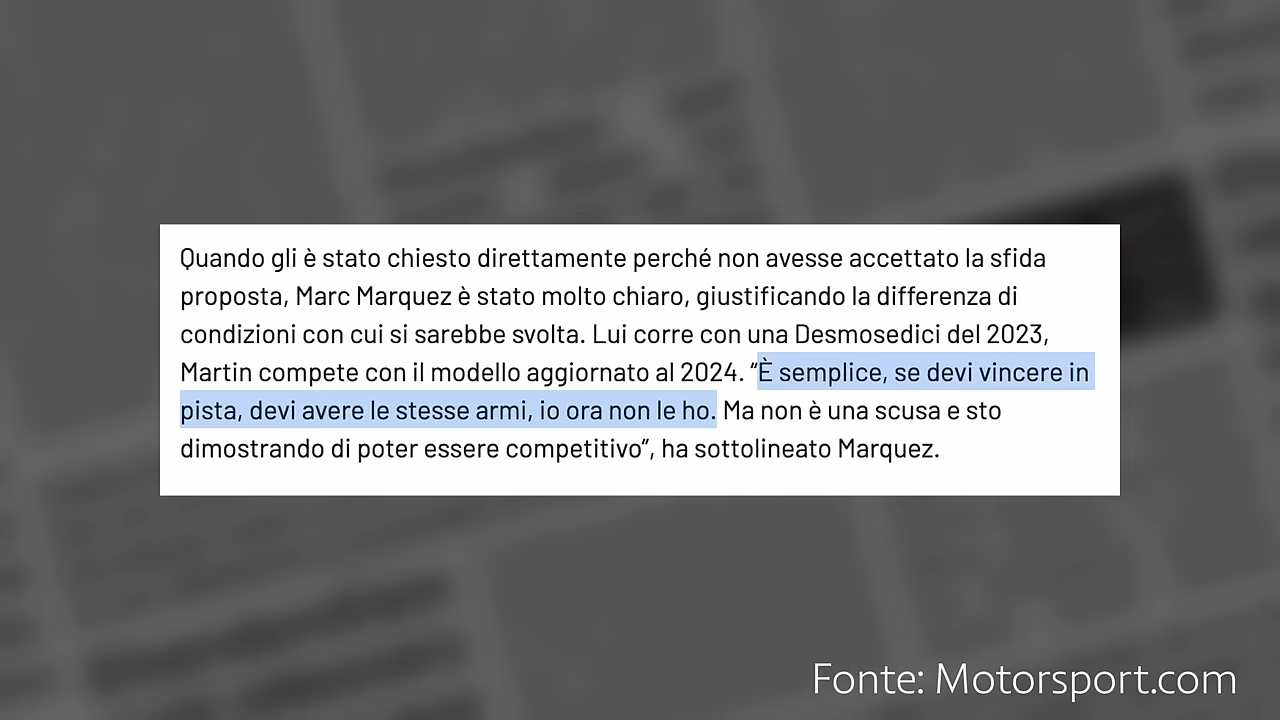 Quando gli è stato chiesto direttamente perché non avesse accettato la sfida
proposta, Marc Marquez è stato molto chiaro, giustificando la differenza di
condizioni con cui si sarebbe svolta. Lui corre con una Desmosedici del 2023,
Martin compete con il modello aggiornato al 2024. “È semplice, se devi vincere in
pista, devi avere le stesse armi, io ora non le ho. Ma non è una scusa e sto
dimostrando di poter essere competitivo”, ha sottolineato Marquez.
Fonte: Motorsport.com